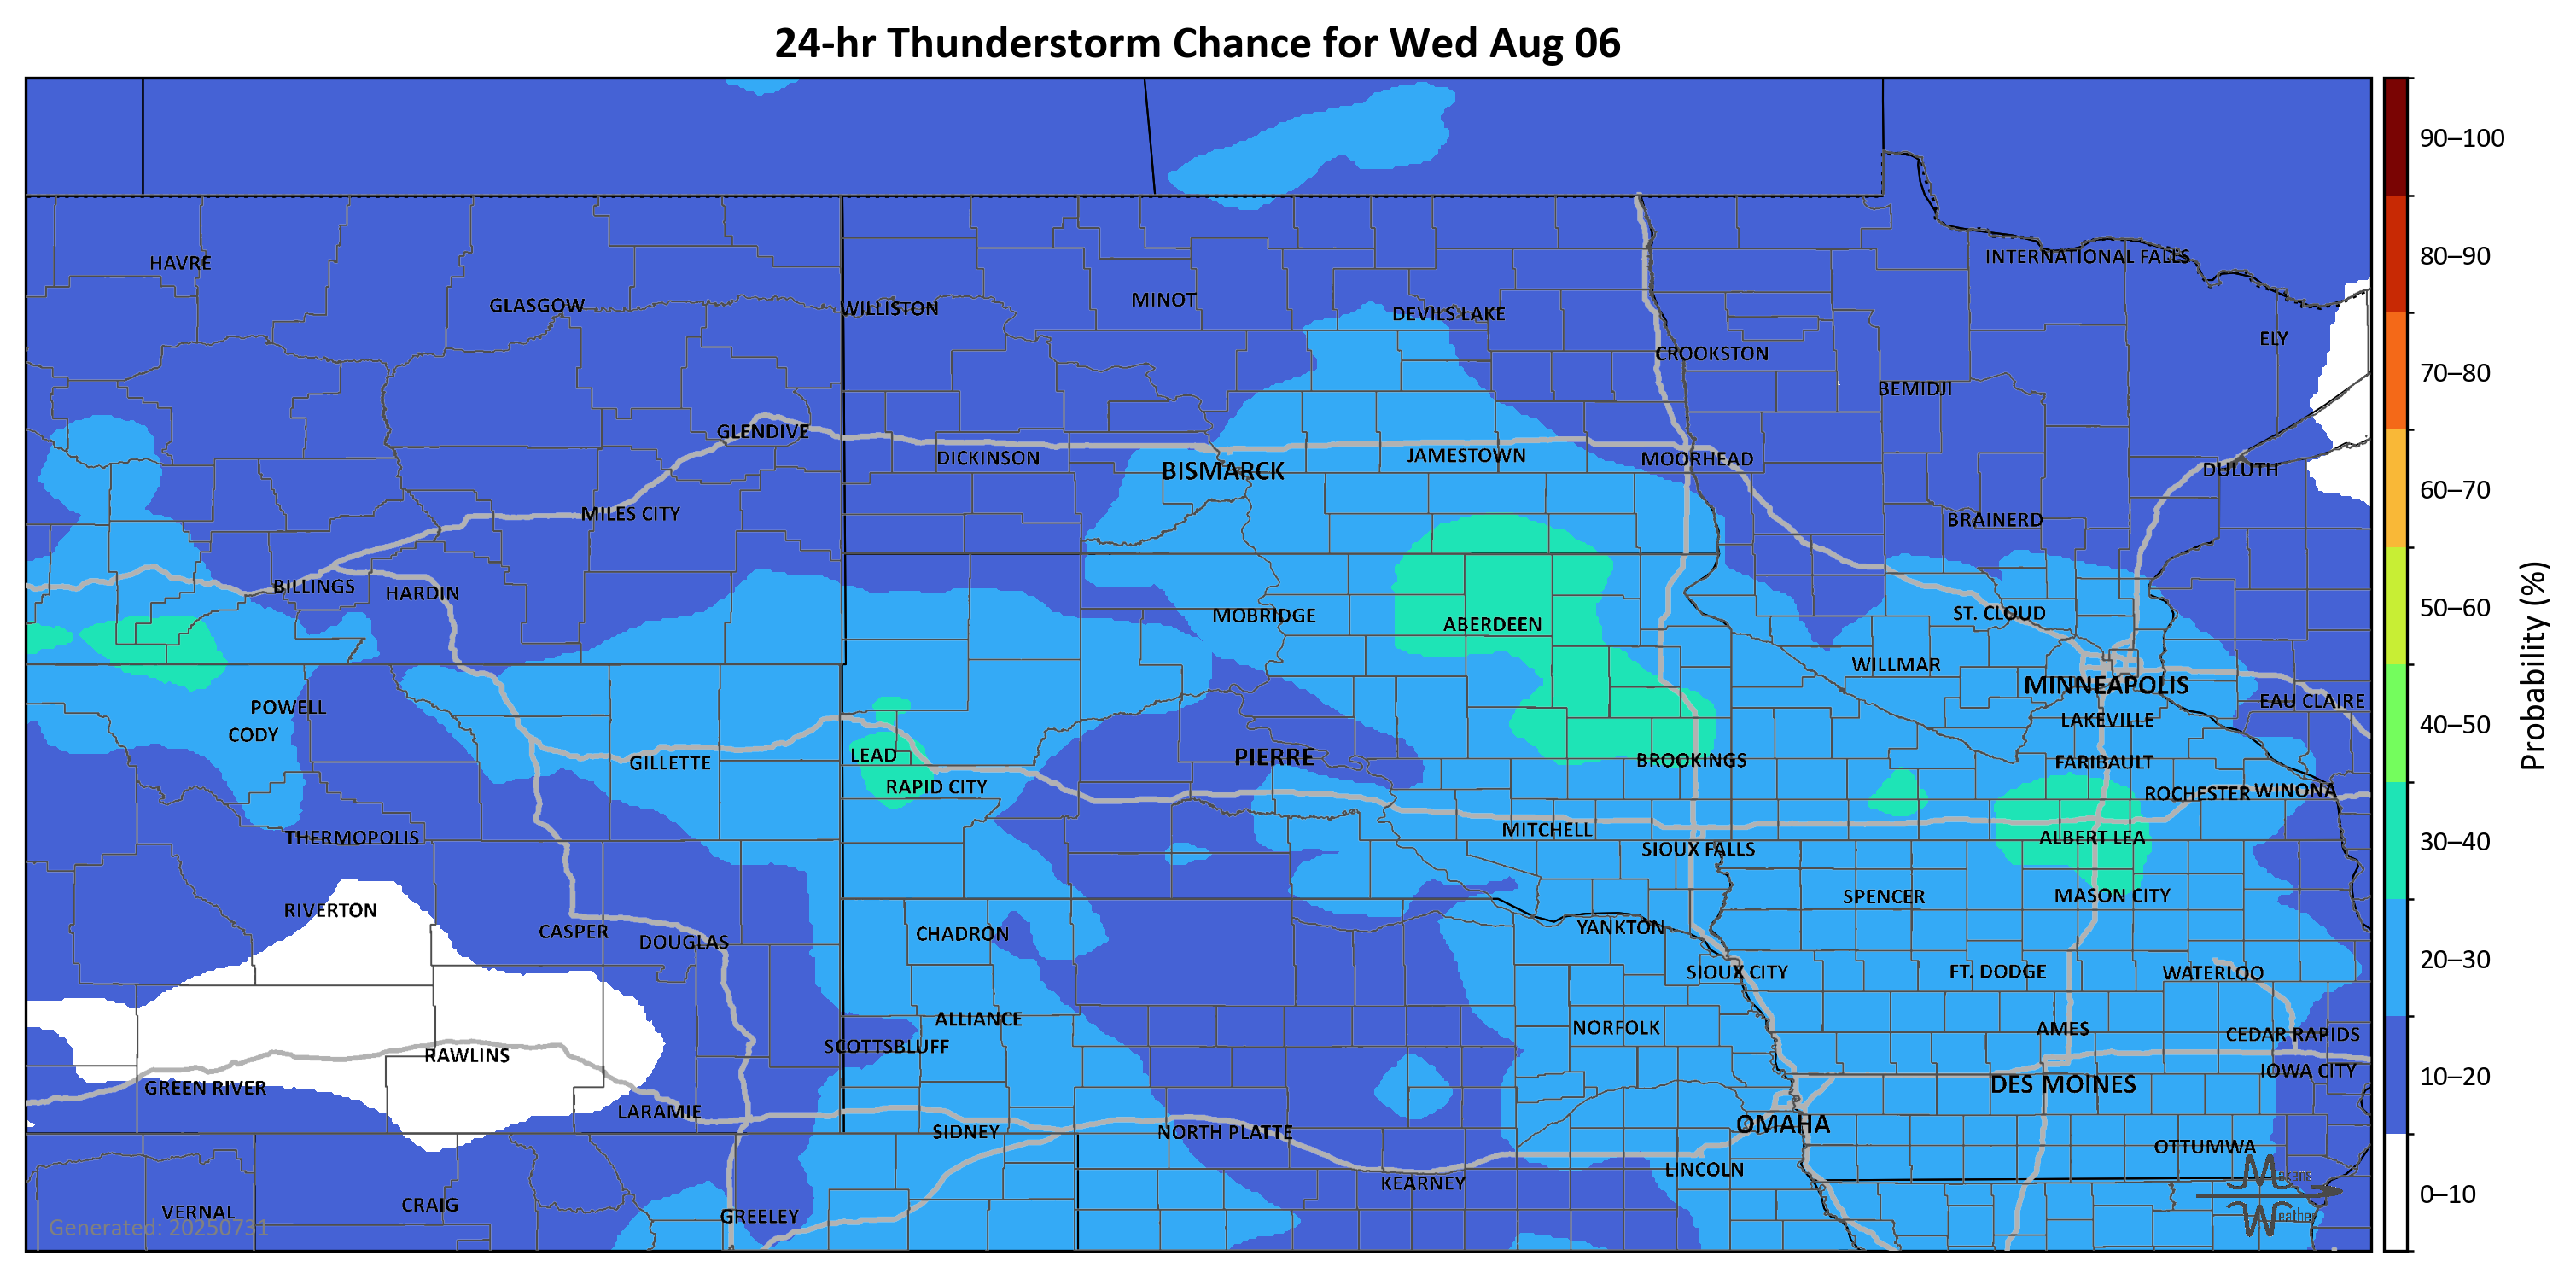 24-hr Thunderstorm Chance for Wed Aug 06
90–100
80–90
70–80
60–70
50–60
40–50
30–40
20–30
10–20
0–10
Probability (%)
HAVRE
INTERNATIONAL FALLS
GLASGOW
WILLISTON
MINOT
DEVILS LAKE
ELY
CROOKSTON
BEMIDJI
GLENDIVE
DICKINSON
BISMARCK
JAMESTOWN
MOORHEAD
DULUTH
MILES CITY
BRAINERD
BILLINGS
HARDIN
MOBRIDGE
ABERDEEN
ST. CLOUD
WILLMAR
MINNEAPOLIS
POWELL
EAU CLAIRE
CODY
LAKEVILLE
GILLETTE
LEAD
PIERRE
BROOKINGS
FARIBAULT
RAPID CITY
ROCHESTER
WINONA
THERMOPOLIS
MITCHELL
ALBERT LEA
SIOUX FALLS
RIVERTON
SPENCER
MASON CITY
CASPER
DOUGLAS
CHADRON
YANKTON
SIOUX CITY
FT. DODGE
WATERLOO
ALLIANCE
NORFOLK
AMES
CEDAR RAPIDS
RAWLINS
SCOTTSBLUFF
GREEN RIVER
DES MOINES
IOWA CITY
LARAMIE
SIDNEY
NORTH PLATTE
OMAHA
OTTUMWA
LINCOLN
KEARNEY
VERNAL
CRAIG
GREELEY
Generated: 20250731
Makens
Weather